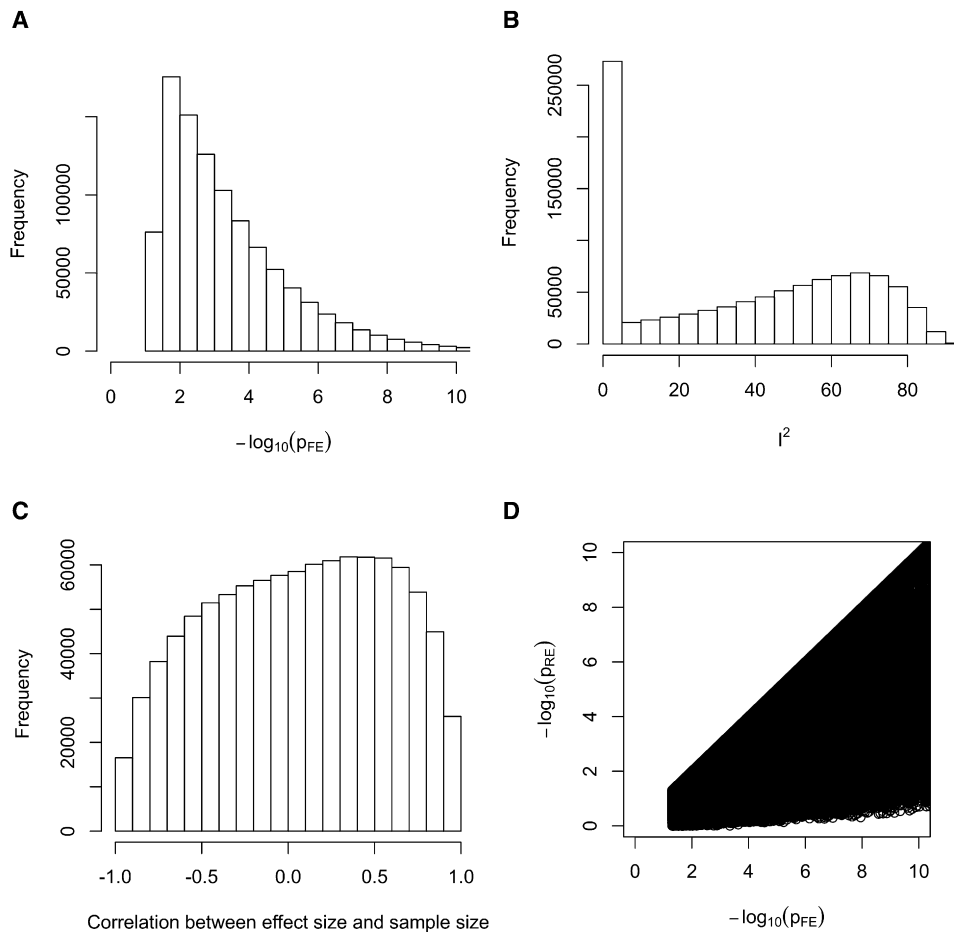 A
Frequency
0
50000
100000
0 2 4 6 8 10
−log10(pFE)
B
Frequency
0
50000
150000
250000
0 20 40 60 80
I2
C
Frequency
0
20000
40000
60000
-1.0 -0.5 0.0 0.5 1.0
Correlation between effect size and sample size
D
−log10(pRE)
0
2
4
6
8
10
0 2 4 6 8 10
−log10(pFE)